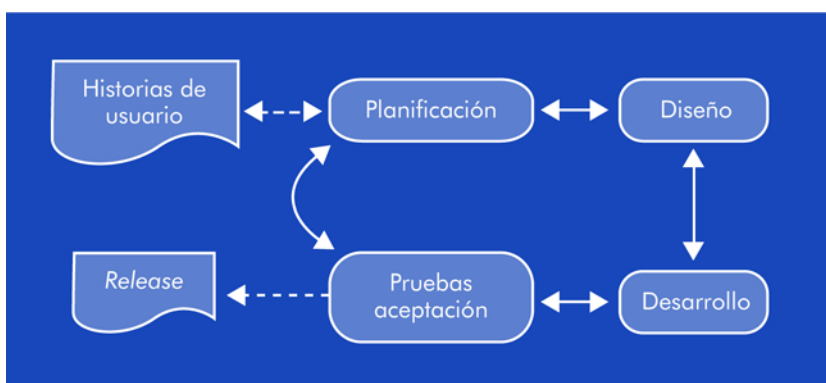 Historias de
usuario
Planificación
Diseño
Release
Pruebas
aceptación
Desarrollo